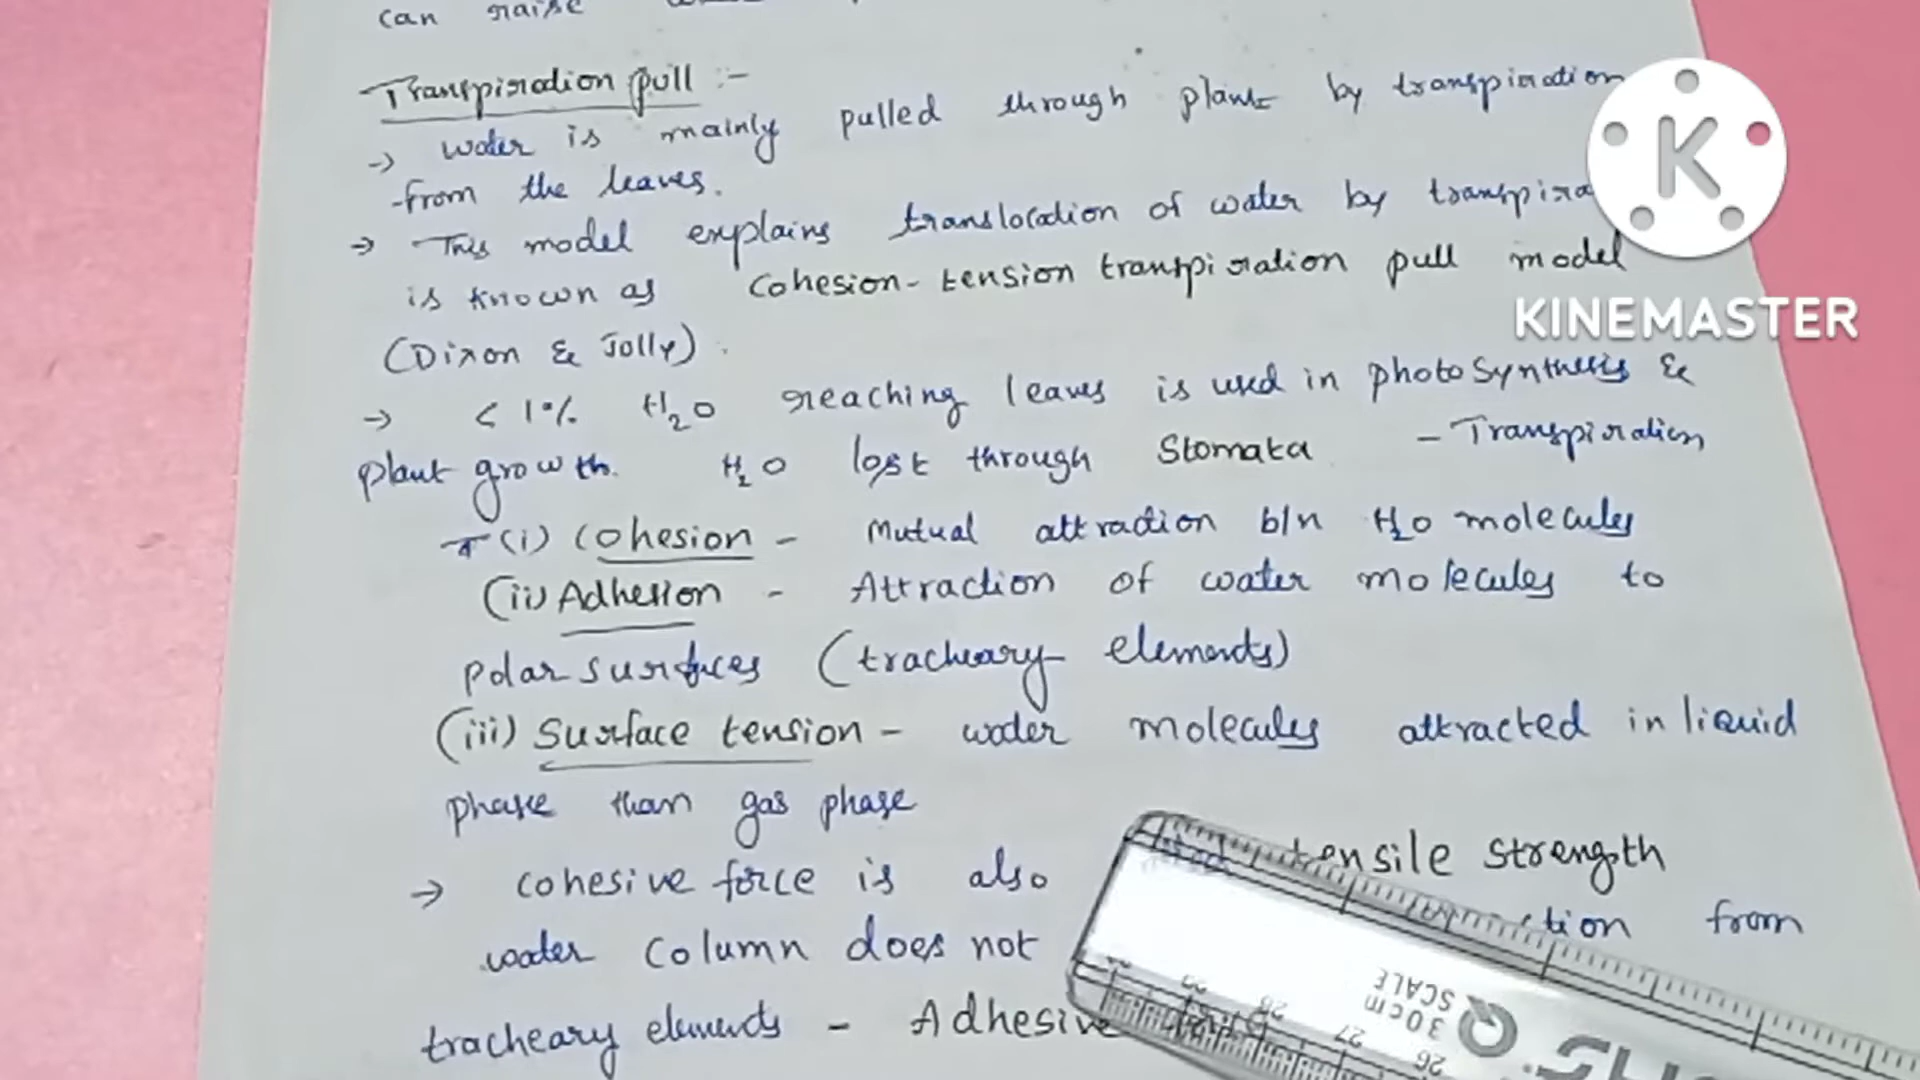 can raise
Transpiration pull :-
→ water is mainly pulled through plants by transpiration
from the leaves.
→ This model explains translocation of water by transpira
is known as Cohesion-tension transpiration pull model
(Dixon & Jolly).
→ < 1% H2O reaching leaves is used in photosynthesis &
plant growth. H2O lost through Stomata - Transpiration
(i) Cohesion - Mutual attraction b/n H2O molecules
(ii) Adhesion - Attraction of water molecules to
polar surfaces (tracheary elements)
(iii) Surface tension - water molecules attracted in liquid
phase than gas phase
→ cohesive force is also tensile strength
water column does not from
tracheary elements - Adhesive
KINEMASTER
30cm
SCALE
28
27
26